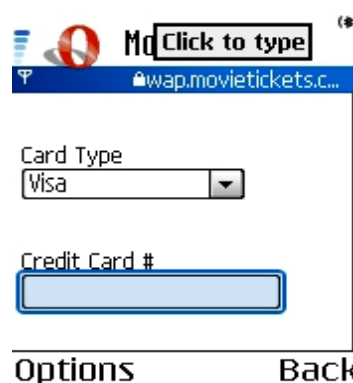 Click to type
wap.movietickets.c...
Card Type
Visa
Credit Card #
Options Back